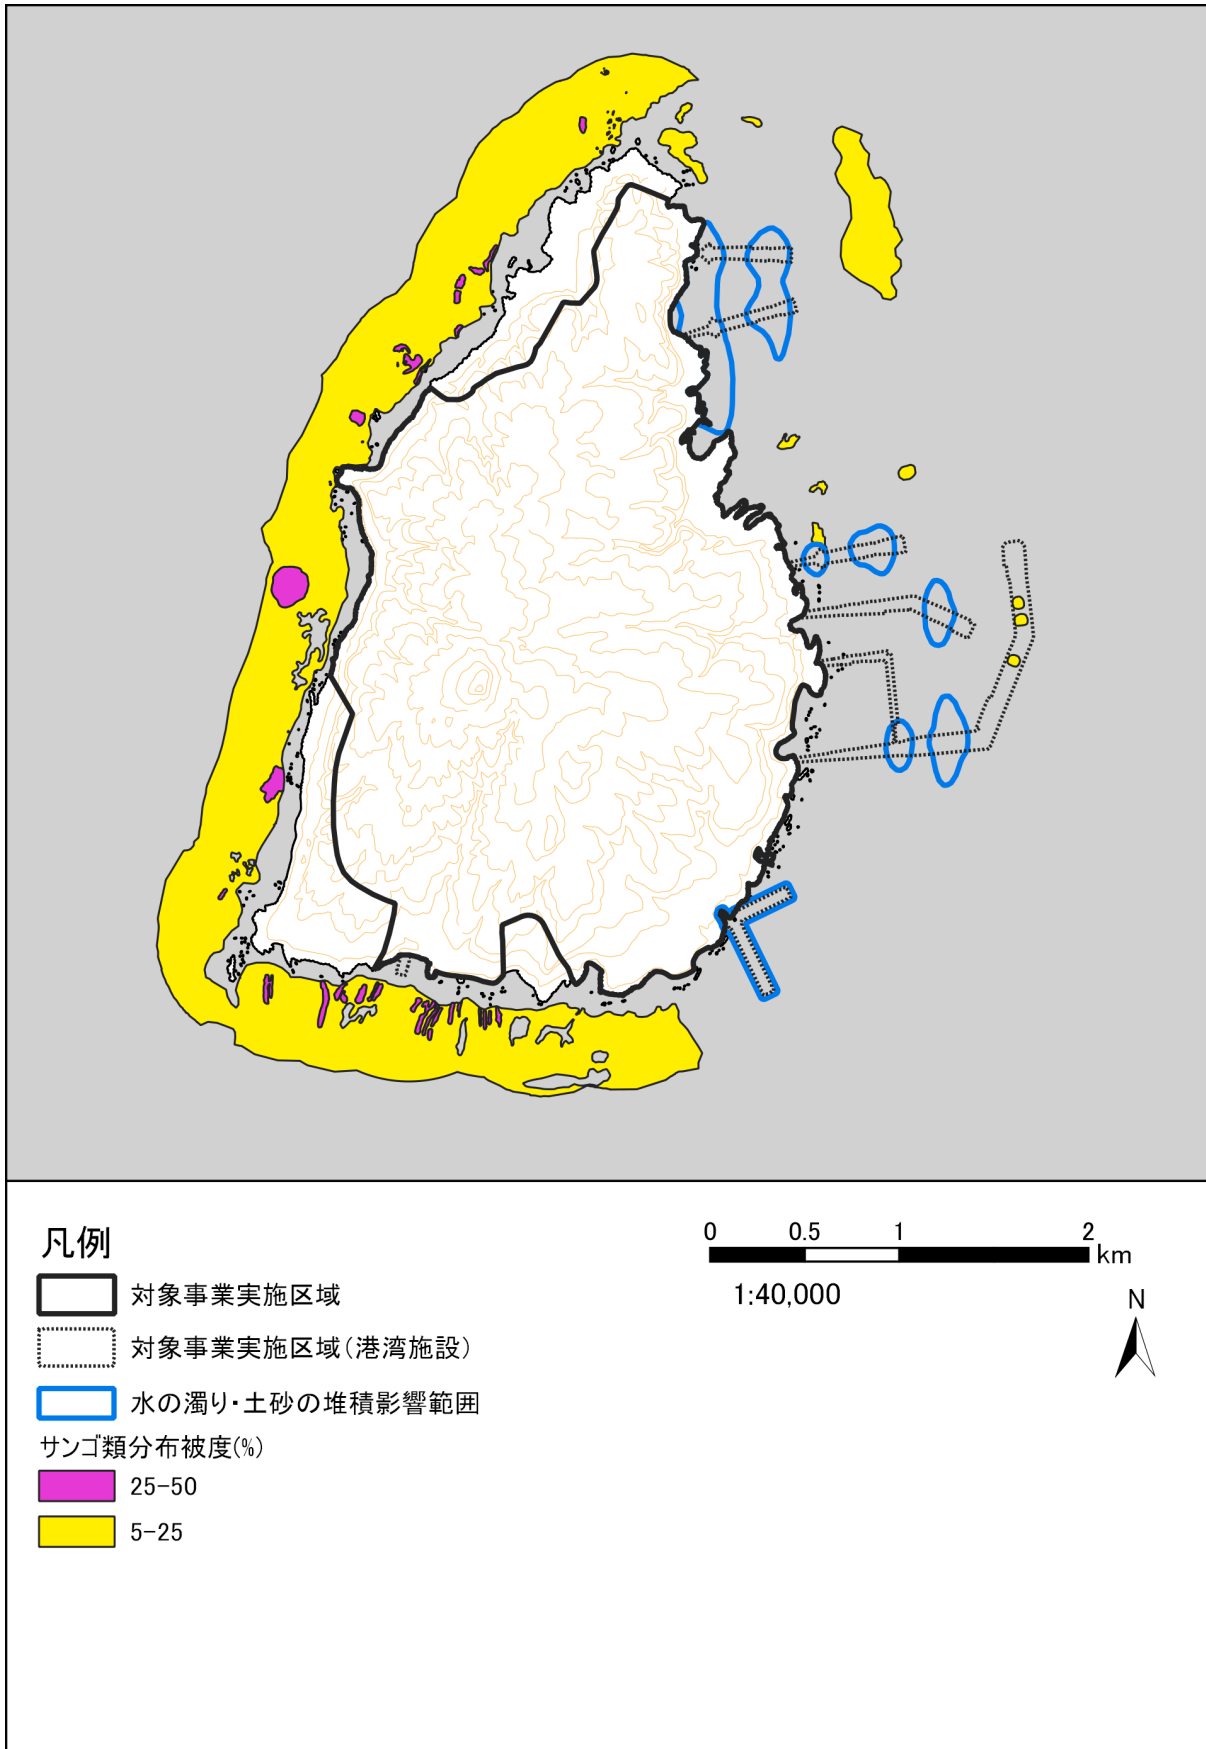 凡例
対象事業実施区域
対象事業実施区域(港湾施設)
水の濁り・土砂の堆積影響範囲
サンゴ類分布被度(%)
25-50
5-25
0 0.5 1 2
km
1:40,000
N